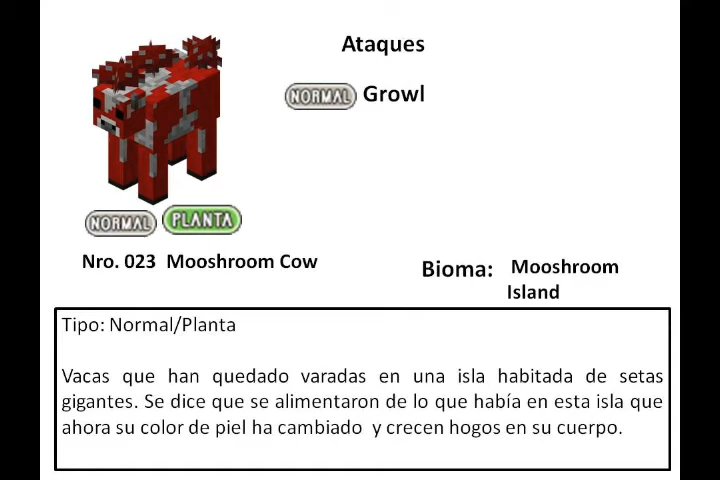 Ataques
NORMAL Growl
NORMAL PLANTA
Nro. 023 Mooshroom Cow
Bioma: Mooshroom
Island
Tipo: Normal/Planta
Vacas que han quedado varadas en una isla habitada de setas
gigantes. Se dice que se alimentaron de lo que había en esta isla que
ahora su color de piel ha cambiado y crecen hogos en su cuerpo.